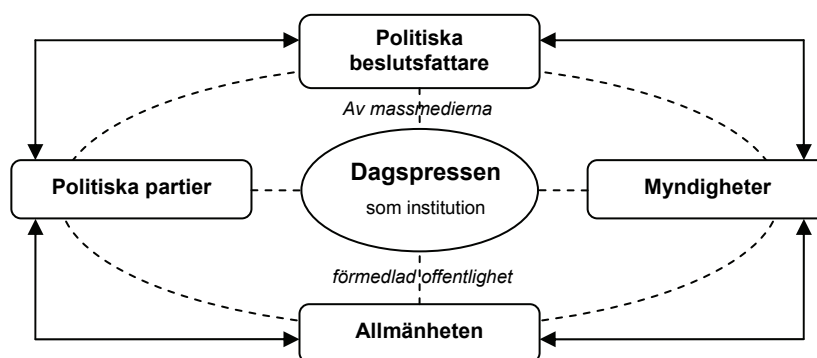 Politiska
beslutsfattare
Av massmedierna
Politiska partier
Dagspressen
som institution
Myndigheter
förmedlad offentlighet
Allmänheten